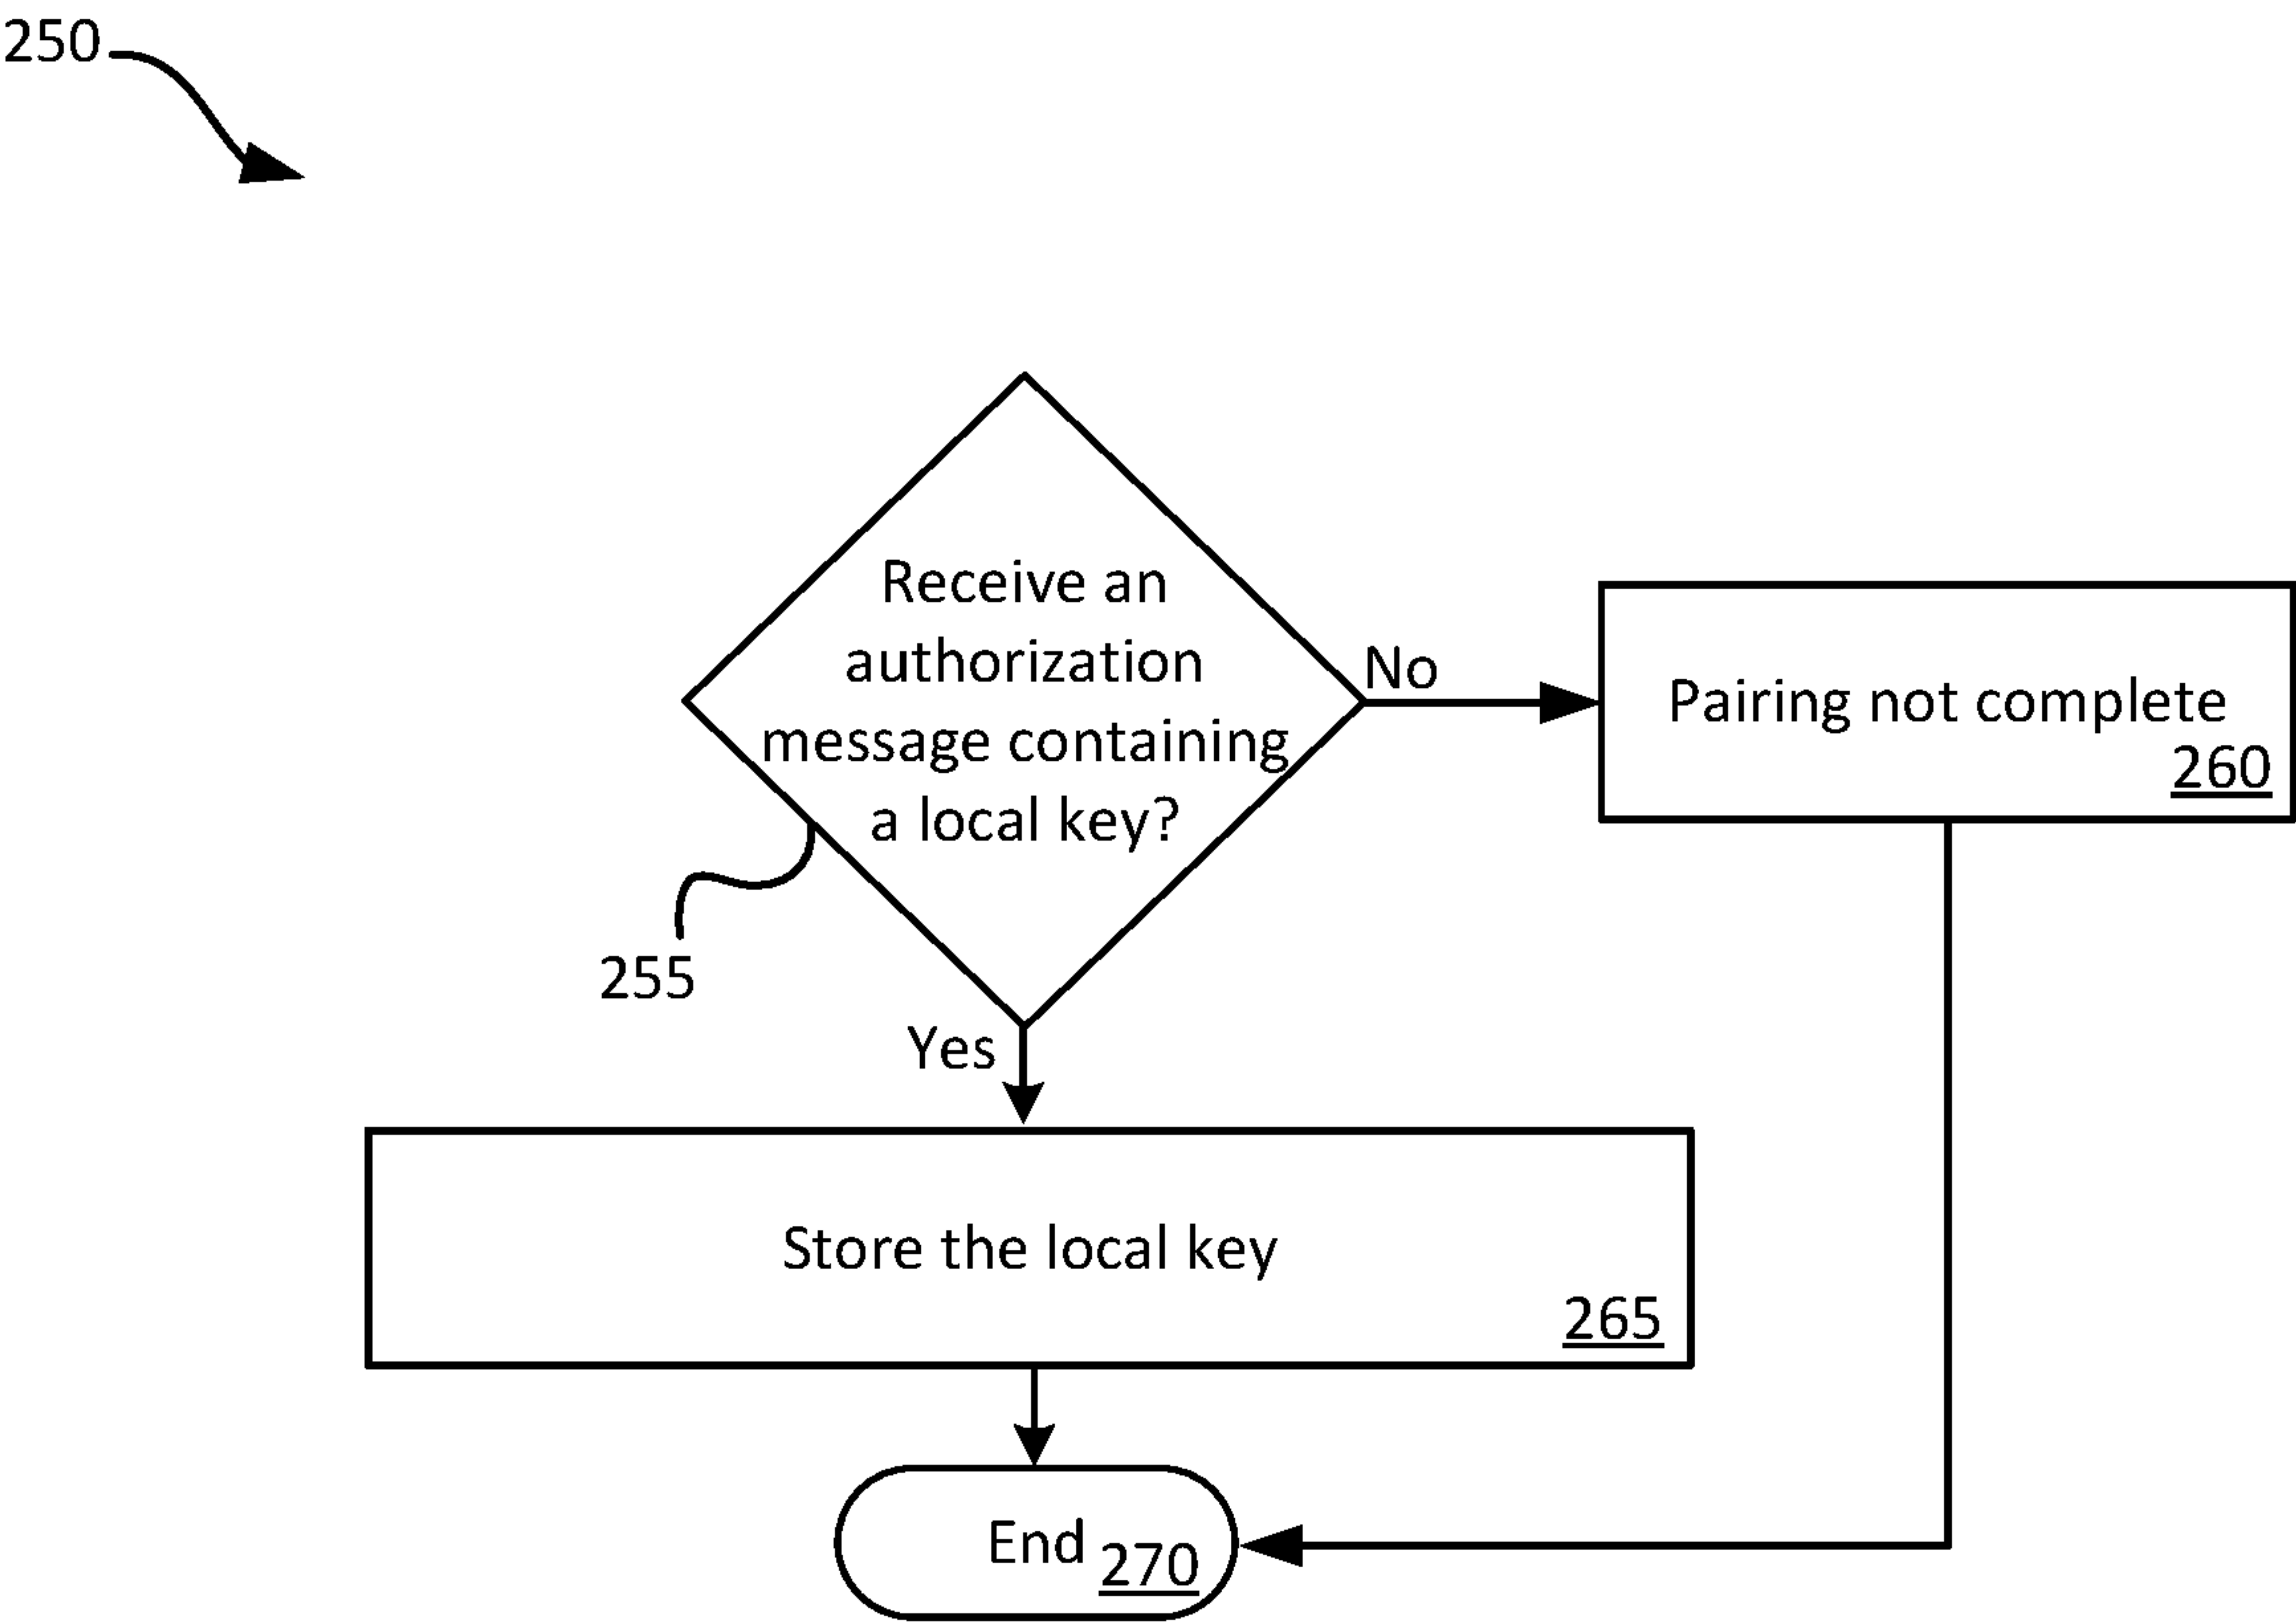 250
Receive an
authorization
message containing
a local key?
No
Pairing not complete
260
255
Yes
Store the local key
265
End
270